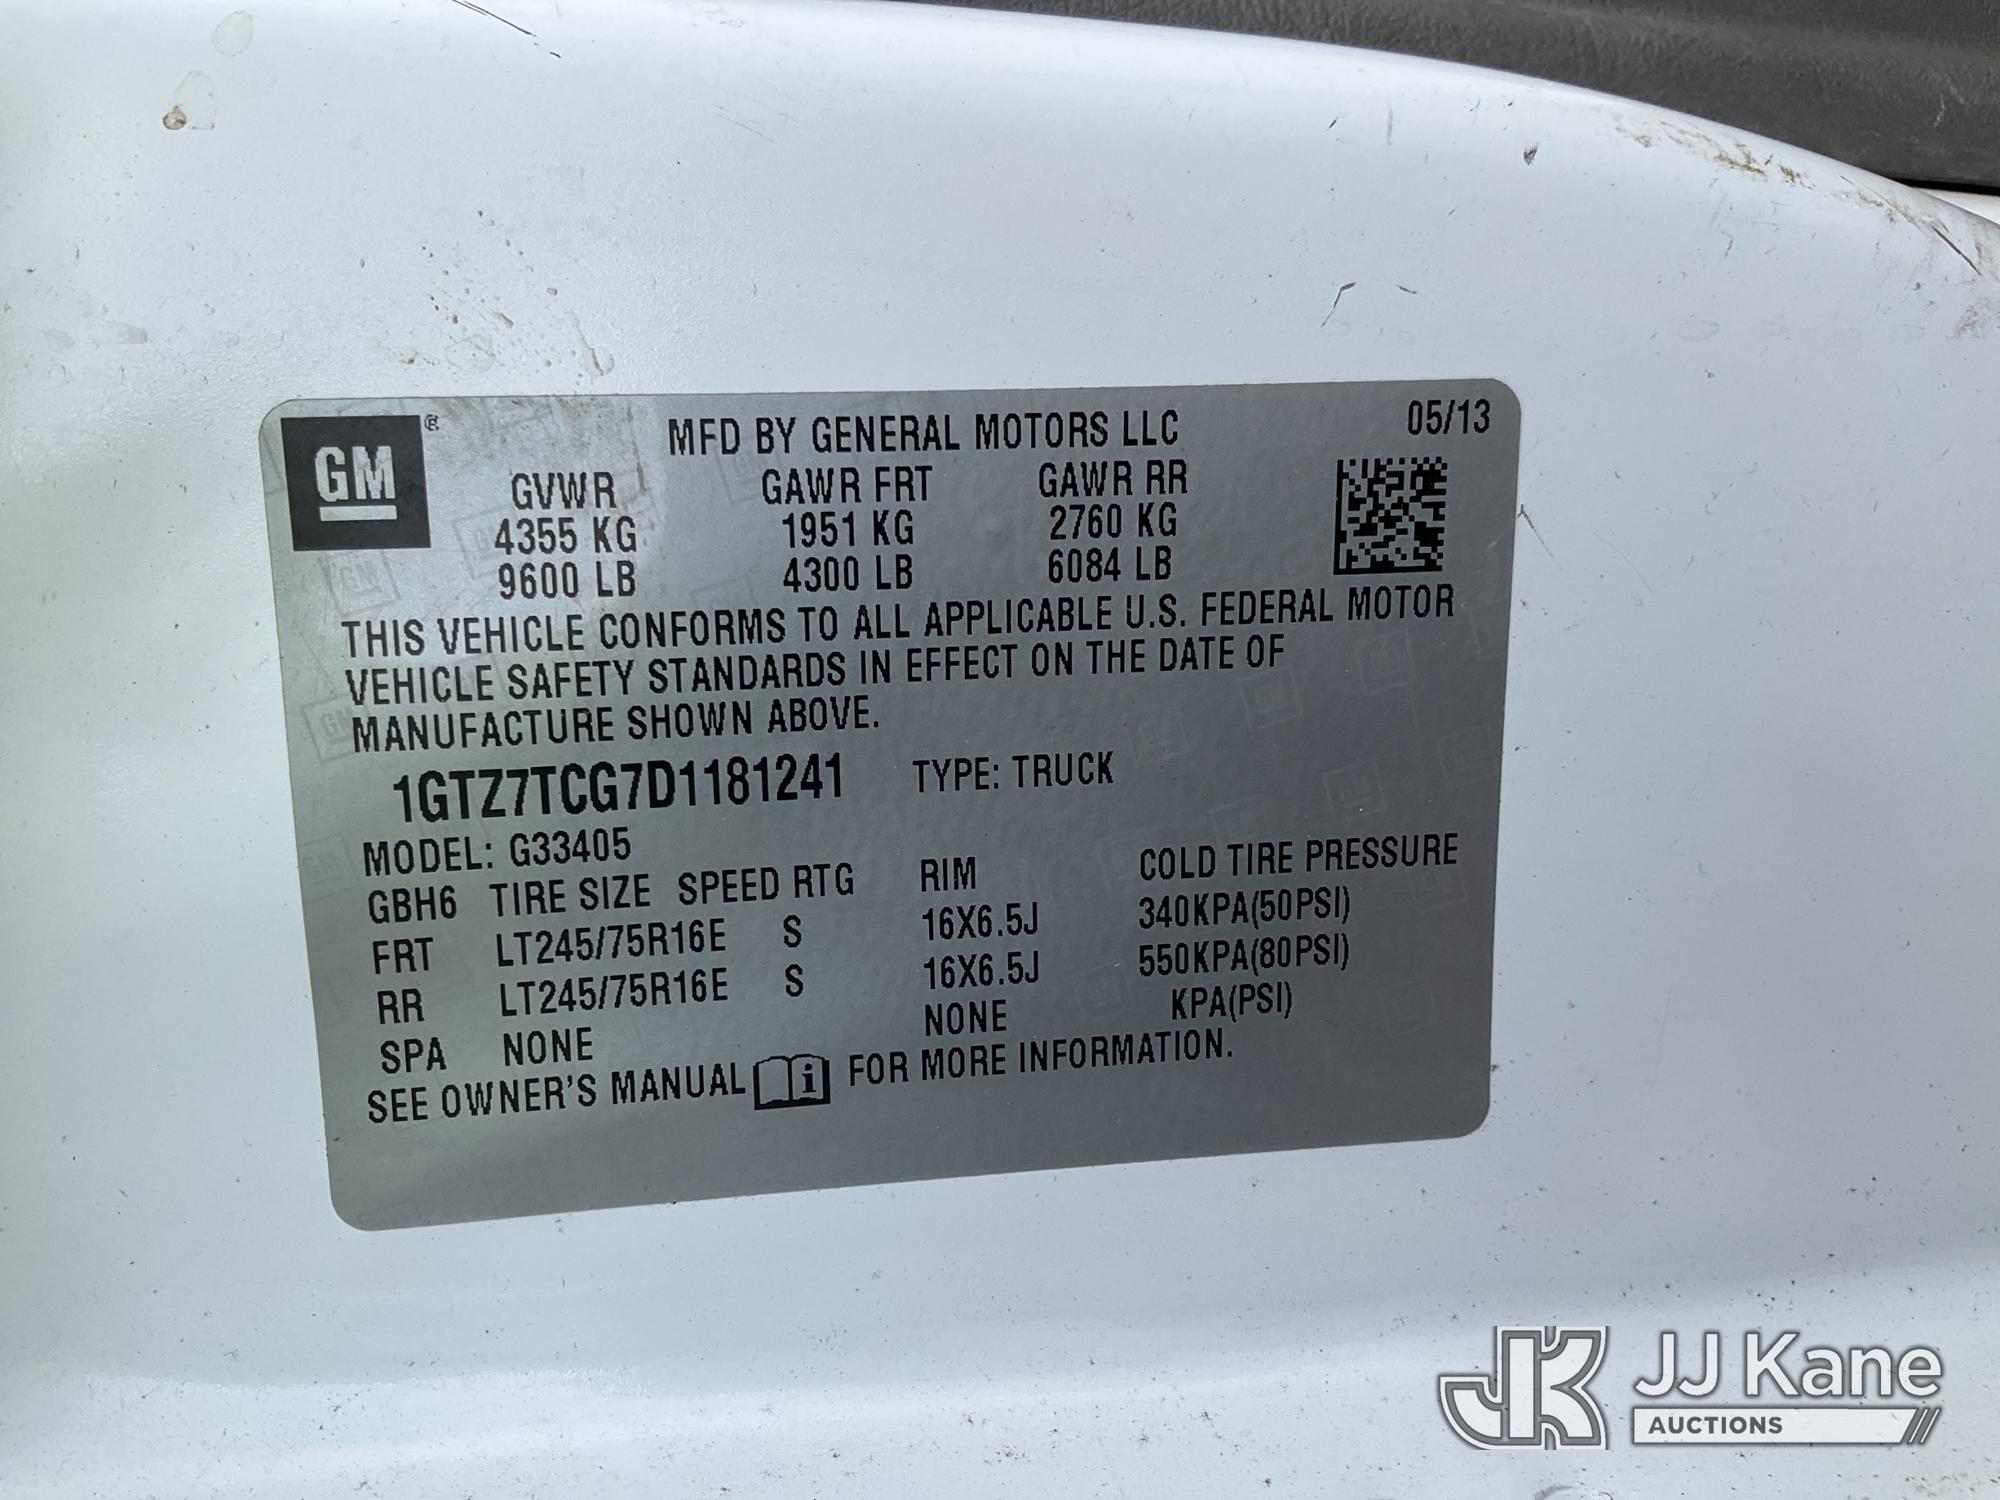 GM®
MFD BY GENERAL MOTORS LLC 05/13
GVWR GAWR FRT GAWR RR
4355 KG 1951 KG 2760 KG
9600 LB 4300 LB 6084 LB
THIS VEHICLE CONFORMS TO ALL APPLICABLE U.S. FEDERAL MOTOR
VEHICLE SAFETY STANDARDS IN EFFECT ON THE DATE OF
MANUFACTURE SHOWN ABOVE.
1GTZ7TCG7D1181241 TYPE: TRUCK
MODEL: G33405
GBH6 TIRE SIZE SPEED RTG RIM COLD TIRE PRESSURE
FRT LT245/75R16E S 16X6.5J 340KPA(50PSI)
RR LT245/75R16E S 16X6.5J 550KPA(80PSI)
SPA NONE NONE KPA(PSI)
SEE OWNER'S MANUAL i FOR MORE INFORMATION.
JK JJ Kane
AUCTIONS